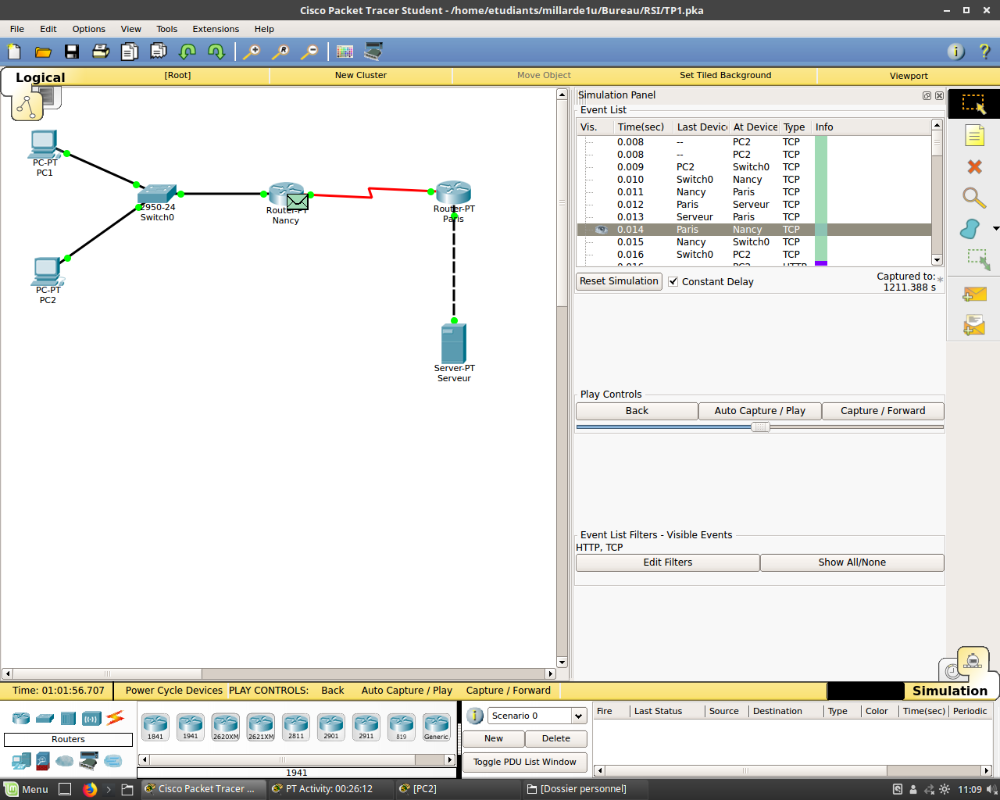 Cisco Packet Tracer Student - /home/etudiants/millarde1u/Bureau/RSI/TP1.pka
File Edit Options View Tools Extensions Help
Logical [Root] New Cluster Move Object Set Tiled Background Viewport
PC-PT
PC1
2950-24
Switch0
Router-PT
Nancy
Router-PT
Paris
PC-PT
PC2
Server-PT
Serveur
Simulation Panel
Event List
Vis. Time(sec) Last Devic At Device Type Info
0.008 -- PC2 TCP
0.008 -- PC2 TCP
0.009 PC2 Switch0 TCP
0.010 Switch0 Nancy TCP
0.011 Nancy Paris TCP
0.012 Paris Serveur TCP
0.013 Serveur Paris TCP
0.014 Paris Nancy TCP
0.015 Nancy Switch0 TCP
0.016 Switch0 PC2 TCP
0.016 -- PC2 HTTP
Reset Simulation Constant Delay Captured to: *
1211.388 s
Play Controls
Back Auto Capture / Play Capture / Forward
Event List Filters - Visible Events
HTTP, TCP
Edit Filters Show All/None
Time: 01:01:56.707 Power Cycle Devices PLAY CONTROLS: Back Auto Capture / Play Capture / Forward Simulation
Routers
1841 1941 2620XM 2621XM 2811 2901 2911 819 Generic
1941
Scenario 0
New Delete
Toggle PDU List Window
Fire Last Status Source Destination Type Color Time(sec) Periodic
Menu Cisco Packet Tracer ... PT Activity: 00:26:12 [PC2] [Dossier personnel] 11:09